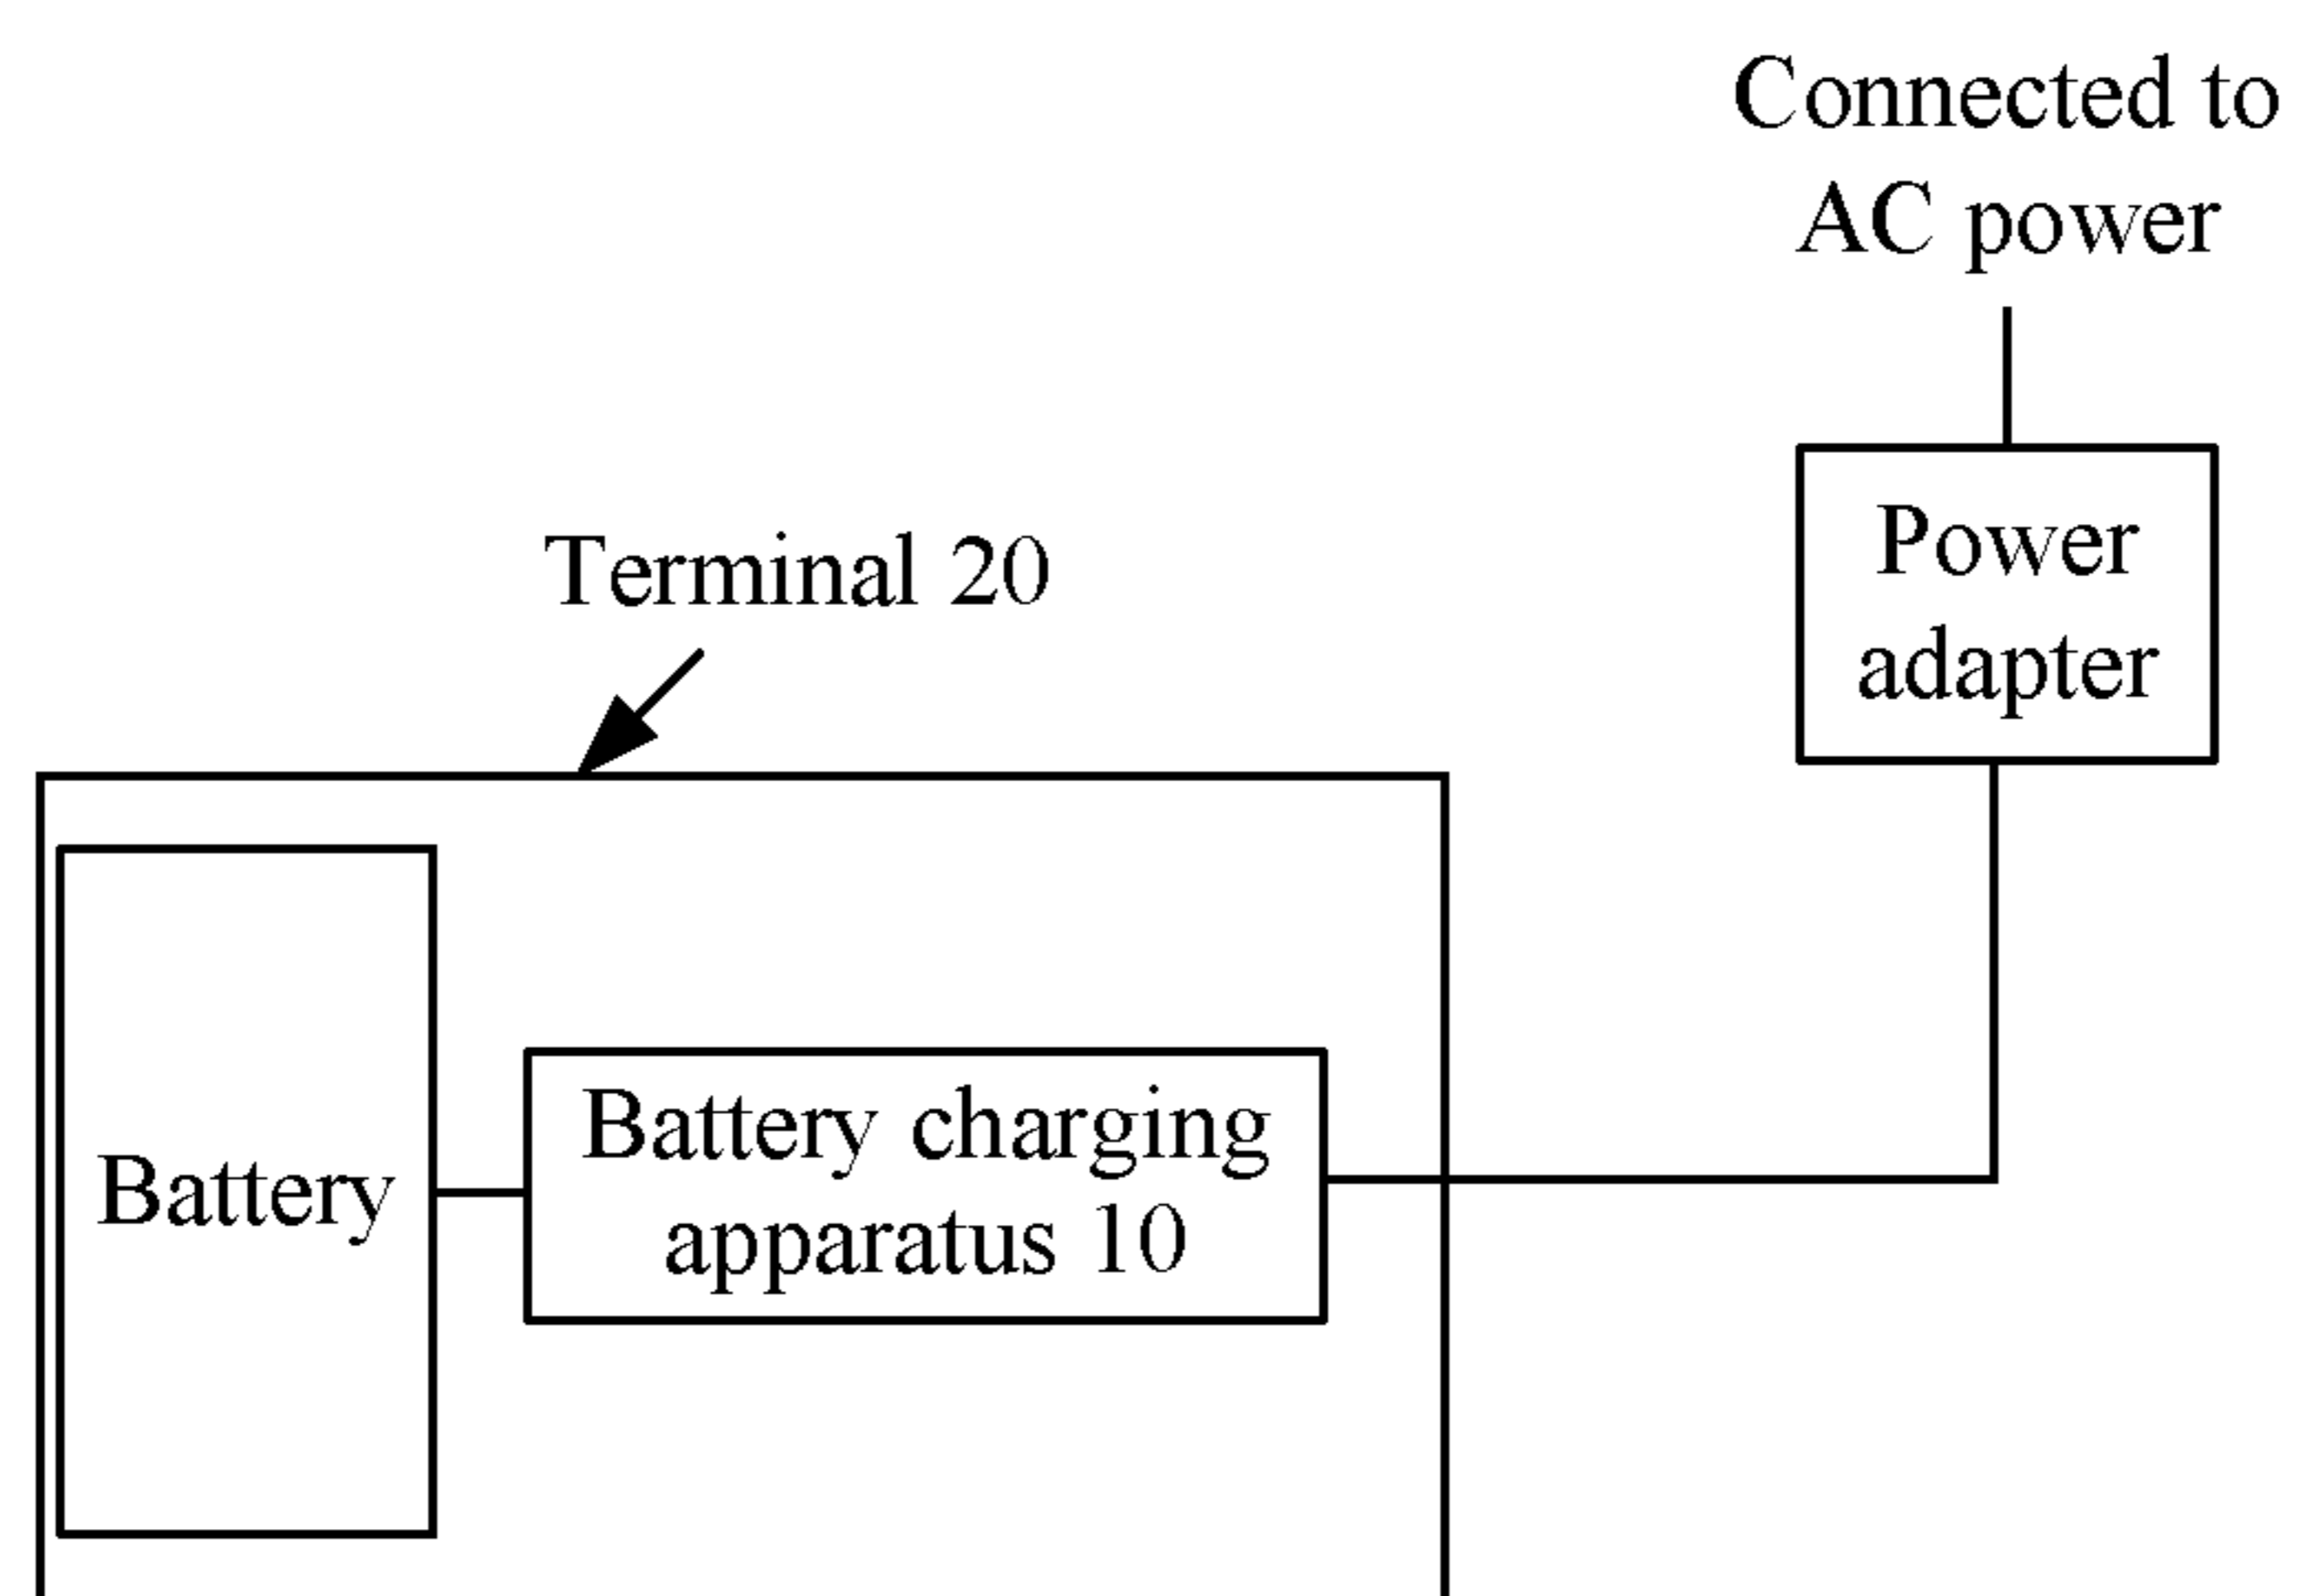 Connected to
AC power
Power
adapter
Terminal 20
Battery
Battery charging
apparatus 10